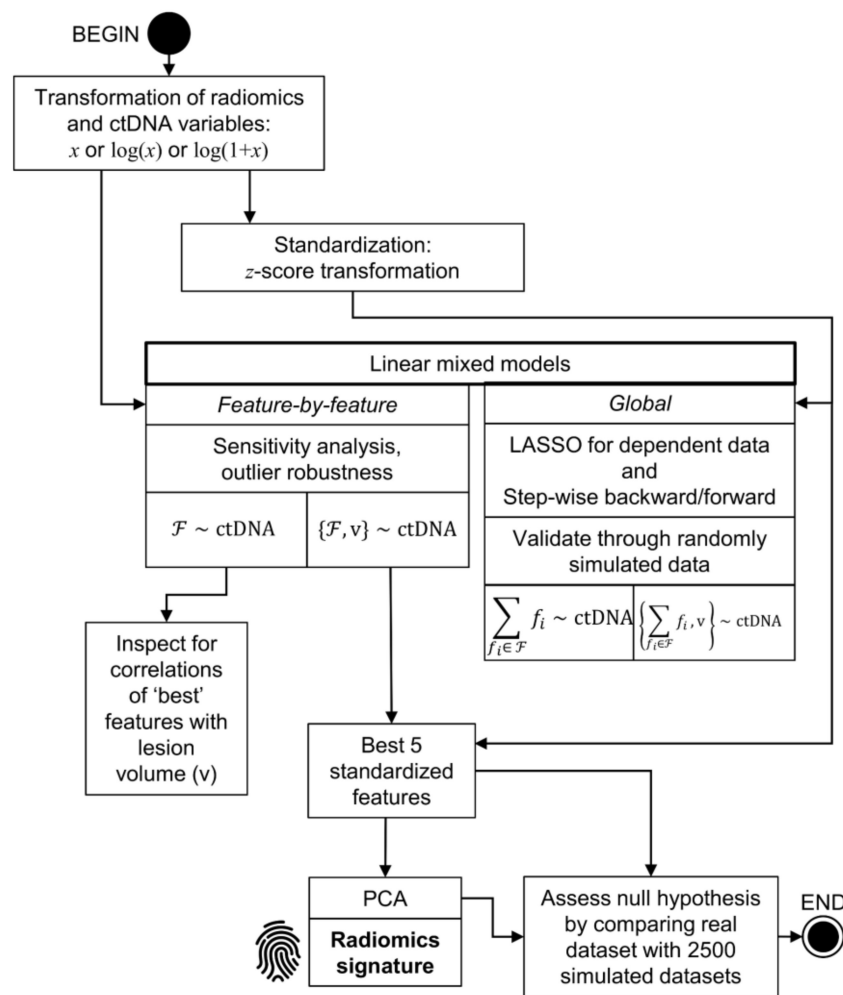 BEGIN
Transformation of radiomics
and ctDNA variables:
x or log(x) or log(1+x)
Standardization:
z-score transformation
Linear mixed models
Feature-by-feature
Sensitivity analysis,
outlier robustness
ℱ ~ ctDNA
{ℱ, v} ~ ctDNA
Global
LASSO for dependent data
and
Step-wise backward/forward
Validate through randomly
simulated data
∑_{f_i∈ℱ} f_i ~ ctDNA
{∑_{f_i∈ℱ} f_i, v} ~ ctDNA
Inspect for
correlations
of ‘best’
features with
lesion
volume (v)
Best 5
standardized
features
PCA
Radiomics
signature
Assess null hypothesis
by comparing real
dataset with 2500
simulated datasets
END